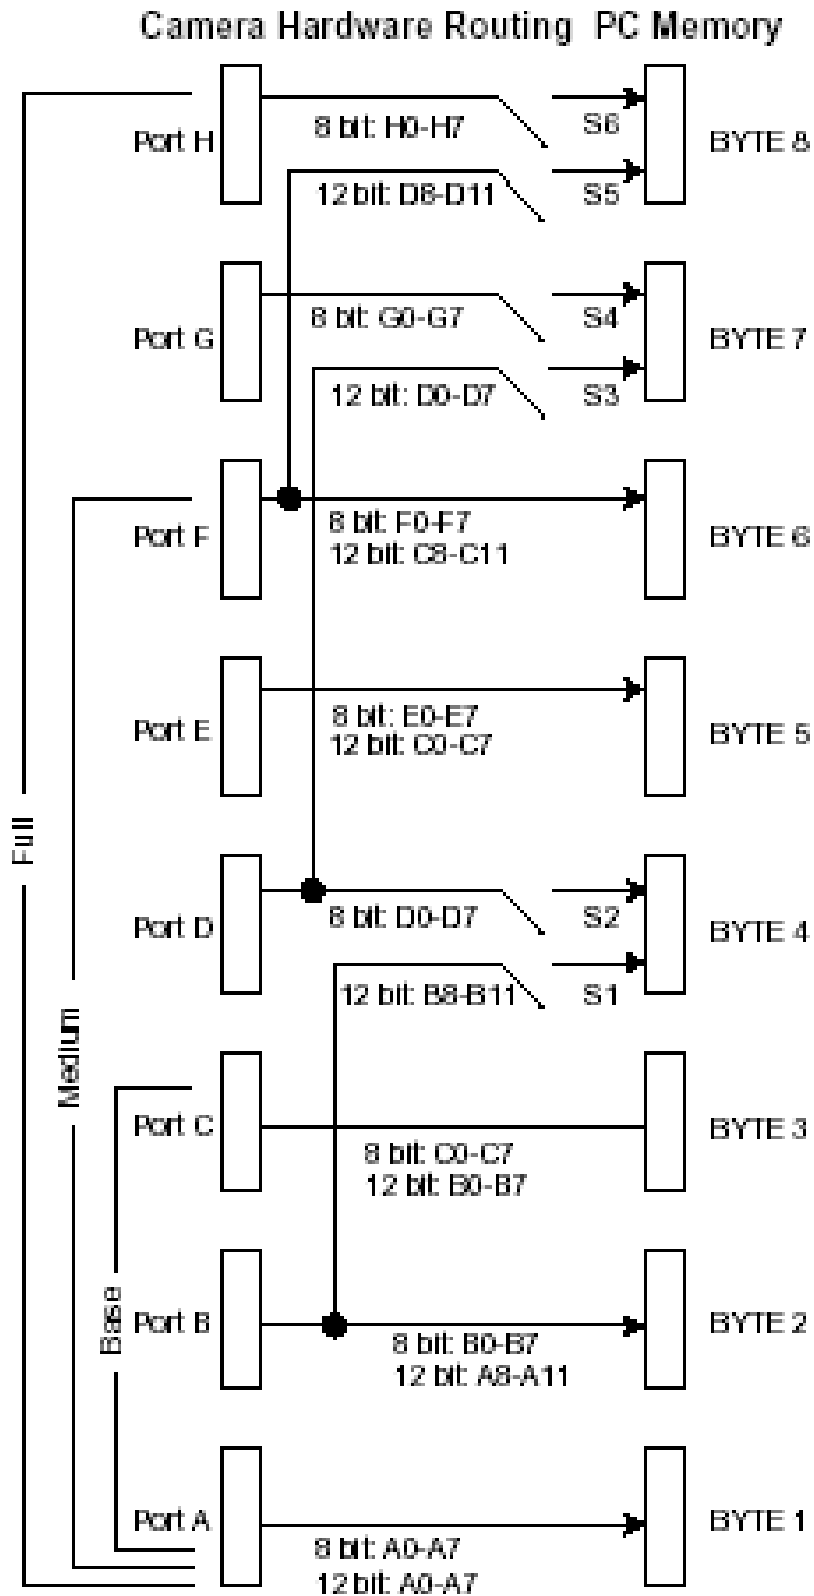 Camera Hardware Routing PC Memory
Port H
8 bit: H0-H7
S6
BYTE 8
12 bit: D8-D11
S5
Port G
8 bit: G0-G7
S4
BYTE 7
12 bit: D0-D7
S3
Port F
8 bit: F0-F7
12 bit: C8-C11
BYTE 6
Port E
8 bit: E0-E7
12 bit: C0-C7
BYTE 5
Full
Port D
8 bit: D0-D7
S2
BYTE 4
12 bit: B8-B11
S1
Medium
Port C
8 bit: C0-C7
12 bit: B0-B7
BYTE 3
Base
Port B
8 bit: B0-B7
12 bit: A8-A11
BYTE 2
Port A
8 bit: A0-A7
12 bit: A0-A7
BYTE 1